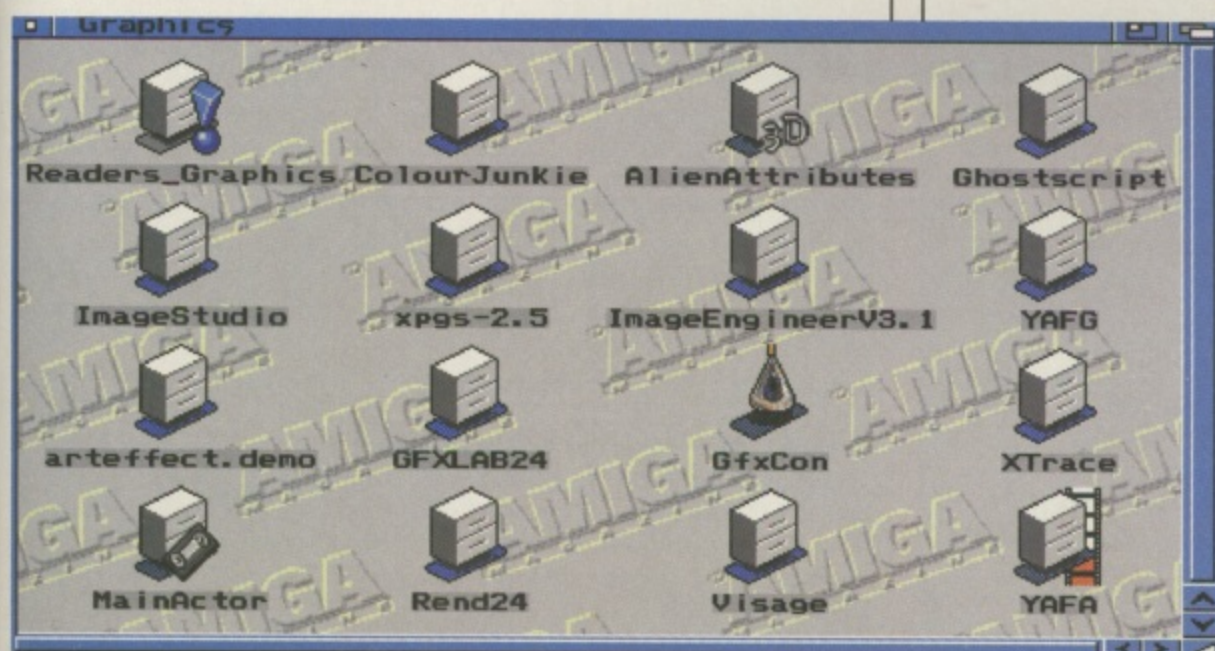 Graphics
Readers_Graphics ColourJunkie AlienAttributes Ghostscript
3D
ImageStudio xpgs-2.5 ImageEngineerV3.1 YAFG
arteffect.demo GFXLAB24 GfxCon XTrace
MainActor Rend24 Visage YAFA
AMIGA